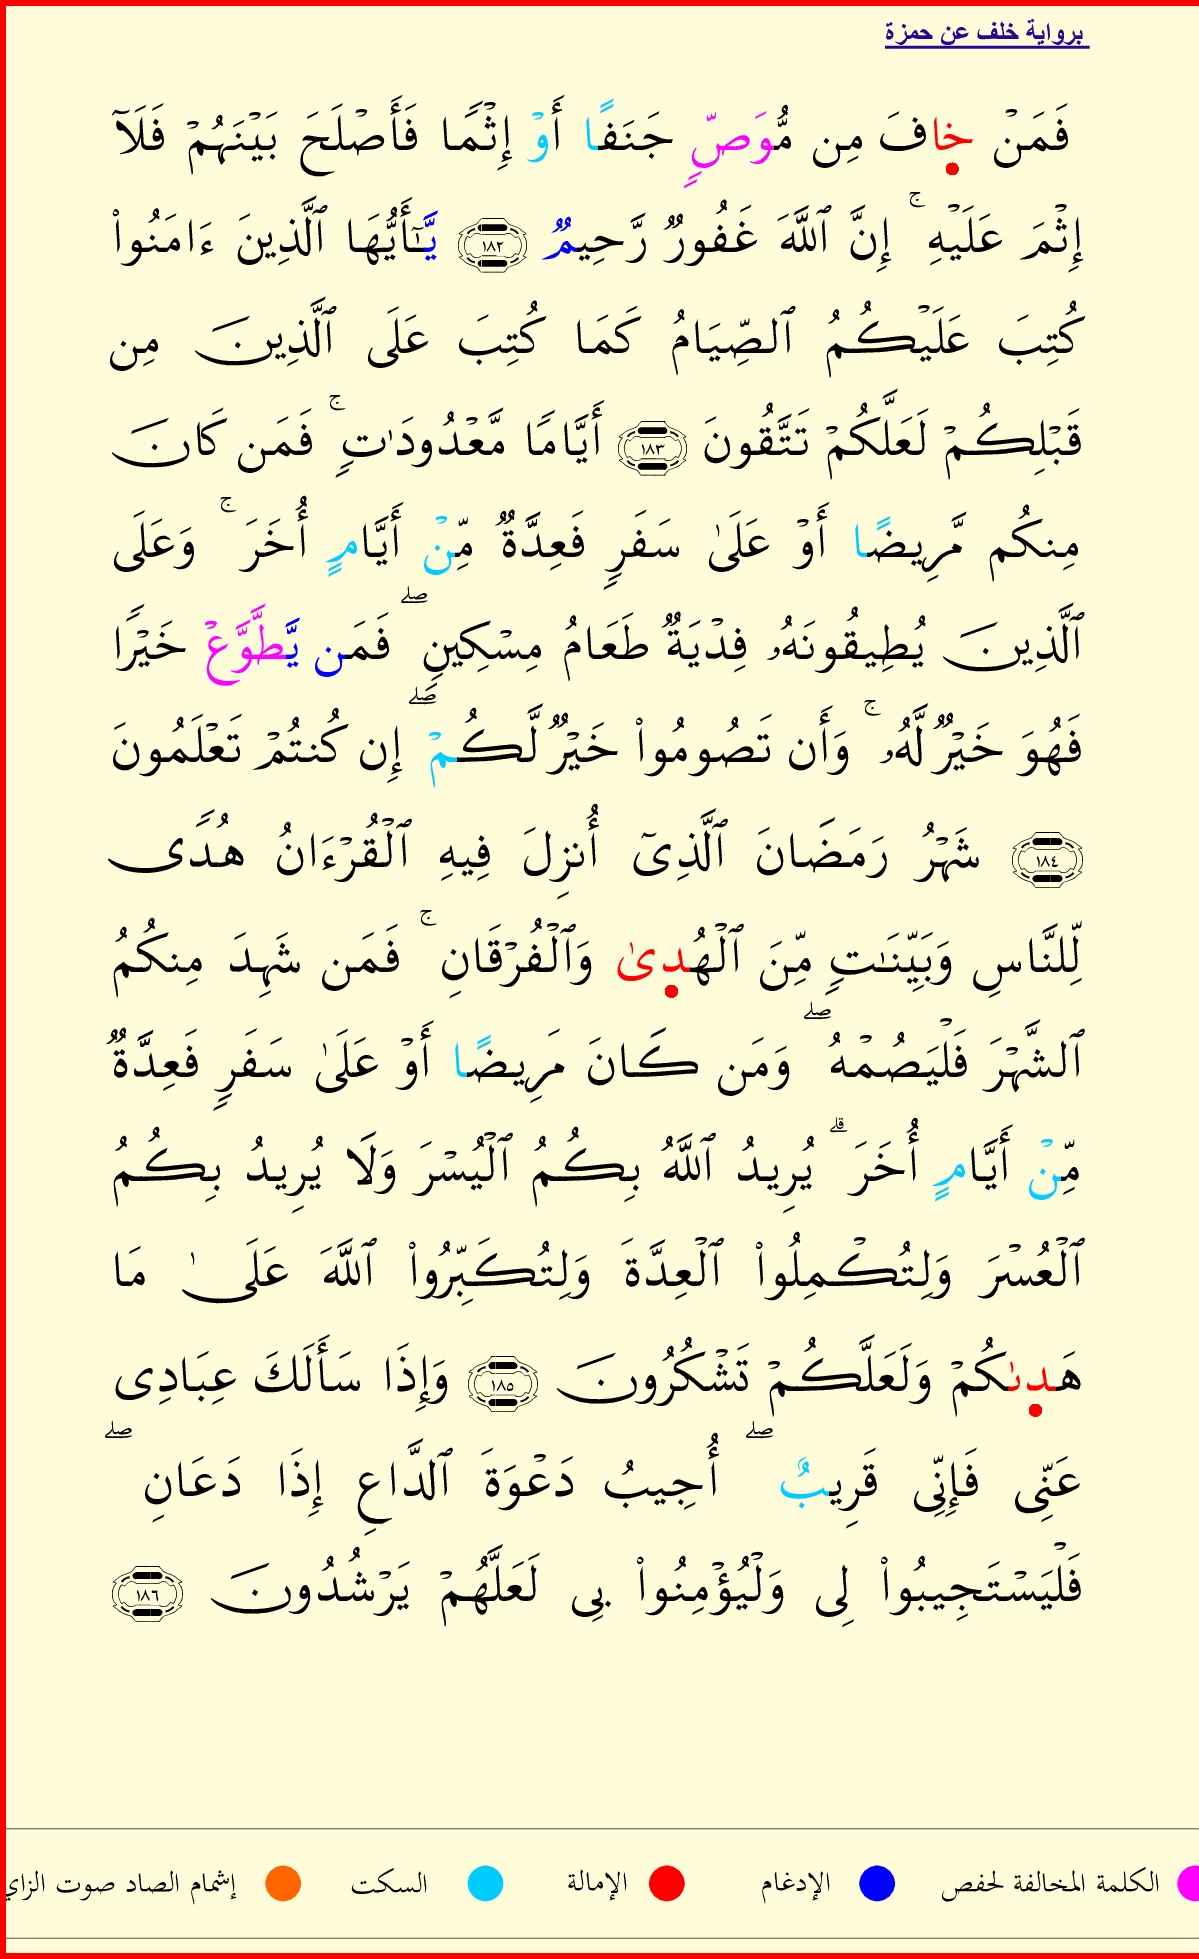 برواية خلف عن حمزة
فَمَنۡ خِافَ مِن مُّوَصّٖ جَنَفًا أَوۡ إِثۡمٗا فَأَصۡلَحَ بَيۡنَهُمۡ فَلَآ
إِثۡمَ عَلَيۡهِۚ إِنَّ ٱللَّهَ غَفُورٞ رَّحِيمٞ ١٨٢ يَّٰٓأَيُّهَا ٱلَّذِينَ ءَامَنُواْ
كُتِبَ عَلَيۡكُمُ ٱلصِّيَامُ كَمَا كُتِبَ عَلَى ٱلَّذِينَ مِن
قَبۡلِكُمۡ لَعَلَّكُمۡ تَتَّقُونَ ١٨٣ أَيَّامٗا مَّعۡدُودَٰتٖۚ فَمَن كَانَ
مِنكُم مَّرِيضًا أَوۡ عَلَىٰ سَفَرٖ فَعِدَّةٞ مِّنۡ أَيَّامٍ أُخَرَۚ وَعَلَى
ٱلَّذِينَ يُطِيقُونَهُۥ فِدۡيَةٞ طَعَامُ مِسۡكِينٖۖ فَمَن يَّطَّوَّعۡ خَيۡرٗا
فَهُوَ خَيۡرٞ لَّهُۥۚ وَأَن تَصُومُواْ خَيۡرٞ لَّكُمۡۖ إِن كُنتُمۡ تَعۡلَمُونَ
١٨٤ شَهۡرُ رَمَضَانَ ٱلَّذِيٓ أُنزِلَ فِيهِ ٱلۡقُرۡءَانُ هُدٗى
لِّلنَّاسِ وَبَيِّنَٰتٖ مِّنَ ٱلۡهُدِىٰ وَٱلۡفُرۡقَانِۚ فَمَن شَهِدَ مِنكُمُ
ٱلشَّهۡرَ فَلۡيَصُمۡهُۖ وَمَن كَانَ مَرِيضًا أَوۡ عَلَىٰ سَفَرٖ فَعِدَّةٞ
مِّنۡ أَيَّامٍ أُخَرَۗ يُرِيدُ ٱللَّهُ بِكُمُ ٱلۡيُسۡرَ وَلَا يُرِيدُ بِكُمُ
ٱلۡعُسۡرَ وَلِتُكۡمِلُواْ ٱلۡعِدَّةَ وَلِتُكَبِّرُواْ ٱللَّهَ عَلَىٰ مَا
هَدِىٰكُمۡ وَلَعَلَّكُمۡ تَشۡكُرُونَ ١٨٥ وَإِذَا سَأَلَكَ عِبَادِى
عَنِّى فَإِنِّى قَرِيبٌۖ أُجِيبُ دَعۡوَةَ ٱلدَّاعِ إِذَا دَعَانِۖ
فَلۡيَسۡتَجِيبُواْ لِى وَلۡيُؤۡمِنُواْ بِى لَعَلَّهُمۡ يَرۡشُدُونَ ١٨٦
الكلمة المخالفة لحفص الإدغام الإمالة السكت إشمام الصاد صوت الزاي